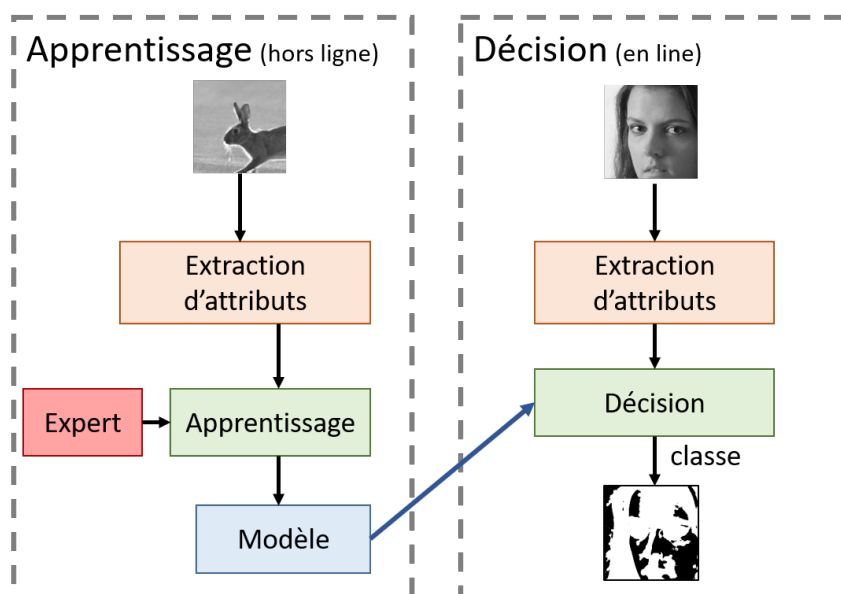 Apprentissage (hors ligne)
Extraction
d'attributs
Expert
Apprentissage
Modèle
Décision (en line)
Extraction
d'attributs
Décision
classe